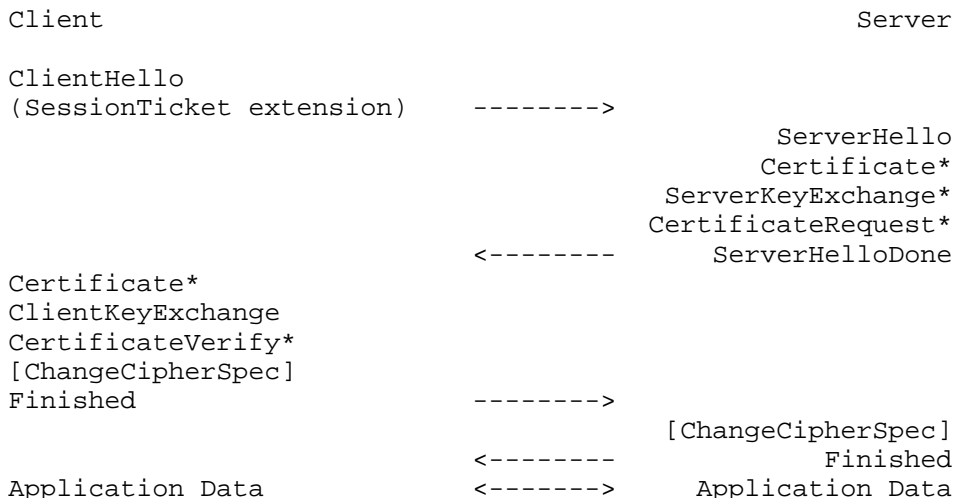 Client                                               Server

ClientHello
(SessionTicket extension)    -------->
                                                ServerHello
                                               Certificate*
                                         ServerKeyExchange*
                                        CertificateRequest*
                             <--------      ServerHelloDone
Certificate*
ClientKeyExchange
CertificateVerify*
[ChangeCipherSpec]
Finished                     -------->
                                         [ChangeCipherSpec]
                             <--------             Finished
Application Data             <------->     Application Data